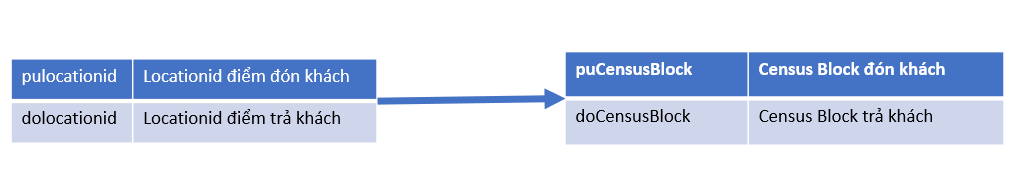 pulocationid Locationid điểm đón khách
dolocationid Locationid điểm trả khách
puCensusBlock Census Block đón khách
doCensusBlock Census Block trả khách